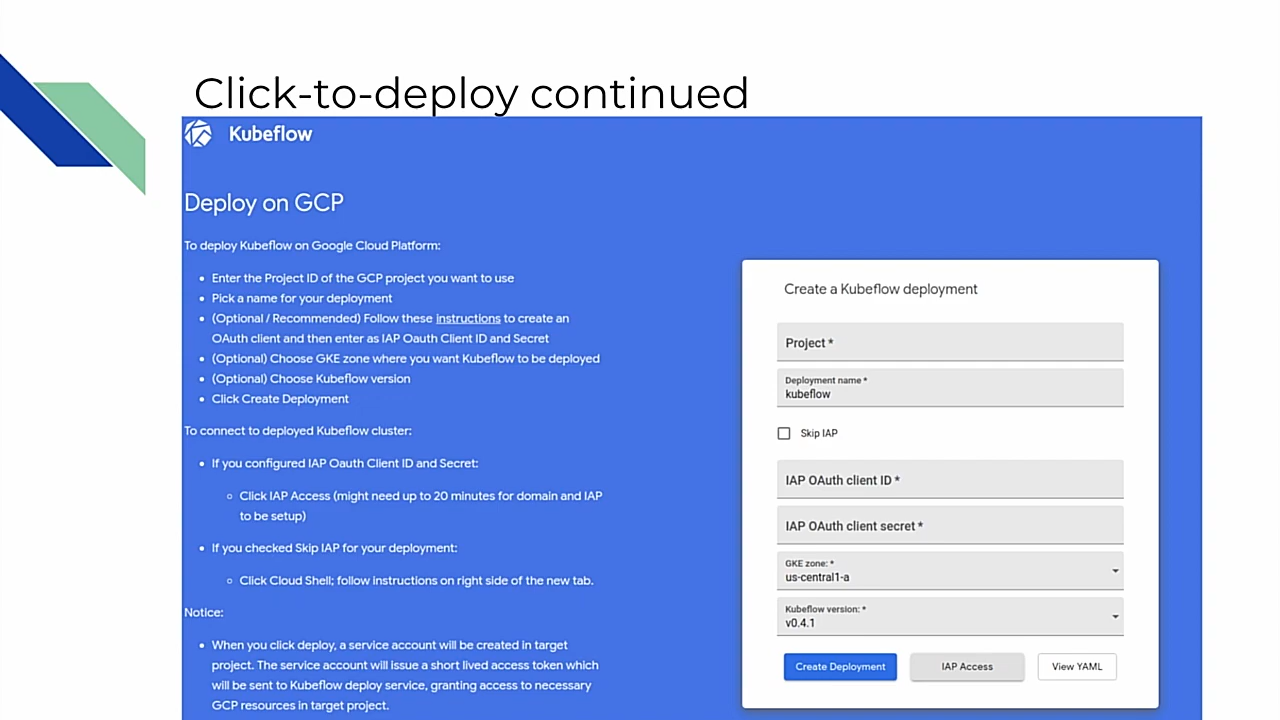 Click-to-deploy continued
Kubeflow
Deploy on GCP
To deploy Kubeflow on Google Cloud Platform:
Enter the Project ID of the GCP project you want to use
Pick a name for your deployment
(Optional / Recommended) Follow these instructions to create an
OAuth client and then enter as IAP Oauth Client ID and Secret
(Optional) Choose GKE zone where you want Kubeflow to be deployed
(Optional) Choose Kubeflow version
Click Create Deployment
To connect to deployed Kubeflow cluster:
If you configured IAP Oauth Client ID and Secret:
Click IAP Access (might need up to 20 minutes for domain and IAP
to be setup)
If you checked Skip IAP for your deployment:
Click Cloud Shell; follow instructions on right side of the new tab.
Notice:
When you click deploy, a service account will be created in target
project. The service account will issue a short lived access token which
will be sent to Kubeflow deploy service, granting access to necessary
GCP resources in target project.
Create a Kubeflow deployment
Project *
Deployment name *
kubeflow
Skip IAP
IAP OAuth client ID *
IAP OAuth client secret *
GKE zone: *
us-central1-a
Kubeflow version: *
v0.4.1
Create Deployment
IAP Access
View YAML